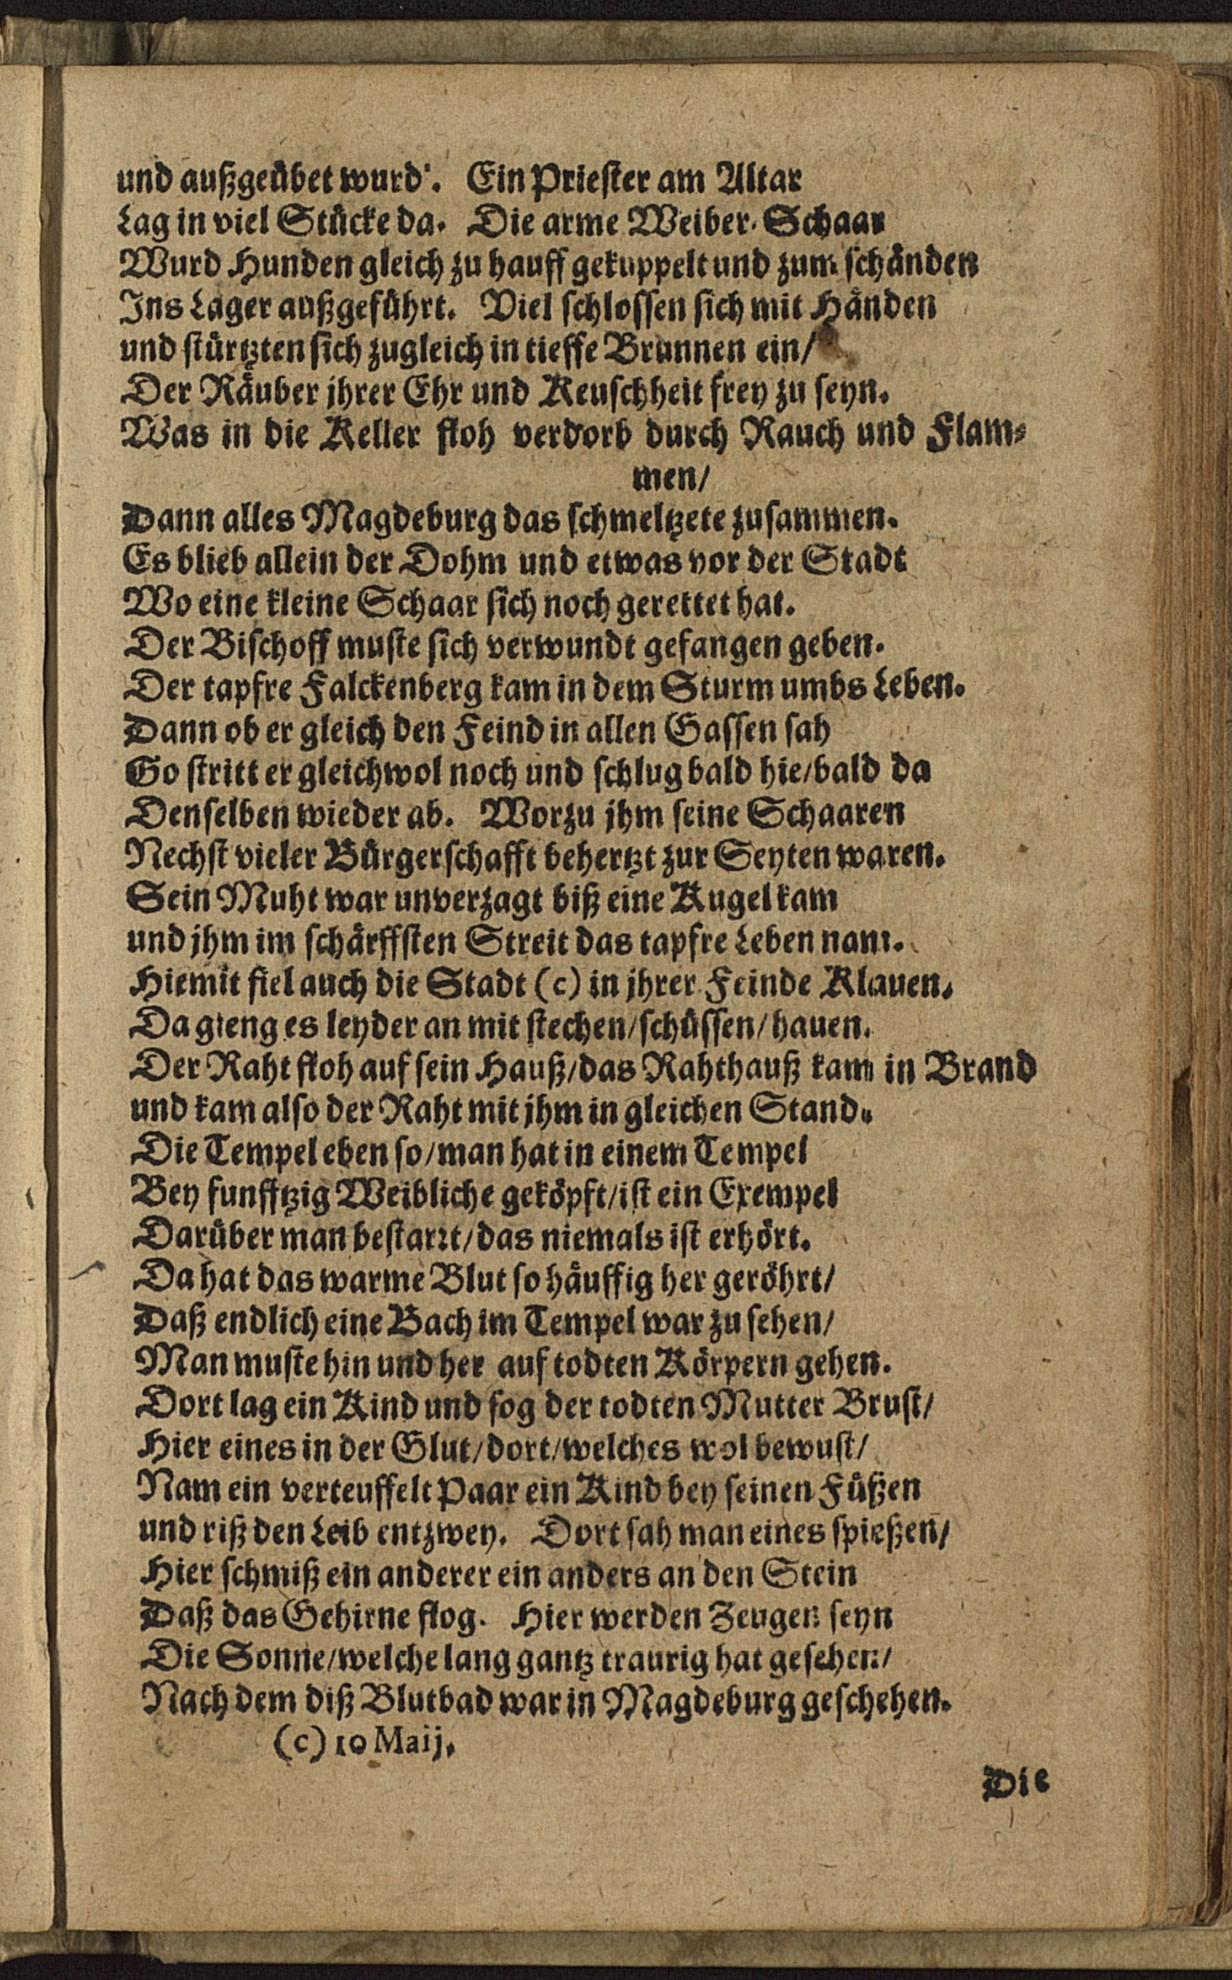 und außgeübet wurd'. Ein Priester am Altar
Lag in viel Stücke da. Die arme Weiber-Schaar
Wurd Hunden gleich zu hauff gekuppelt und zum schänden
Ins Lager außgeführt. Viel schlossen sich mit Händen
und stürtzten sich zugleich in tieffe Brunnen ein/
Der Räuber jhrer Ehr und Keuschheit frey zu seyn.
Was in die Keller floh verdorb durch Rauch und Flam-
men/
Dann alles Magdeburg das schmeltzete zusammen.
Es blieb allein der Dohm und etwas vor der Stadt
Wo eine kleine Schaar sich noch gerettet hat.
Der Bischoff muste sich verwundt gefangen geben.
Der tapfre Falckenberg kam in dem Sturm umbs Leben.
Dann ob er gleich den Feind in allen Gassen sah
So stritt er gleichwol noch und schlug bald hie/bald da
Denselben wieder ab. Worzu jhm seine Schaaren
Nechst vieler Bürgerschafft behertzt zur Seyten waren.
Sein Muht war unverzagt biß eine Kugel kam
und jhm im schärffsten Streit das tapfre Leben nam.
Hiemit fiel auch die Stadt (c) in jhrer Feinde Klauen.
Da gieng es leyder an mit stechen/schüssen/hauen.
Der Raht floh auf sein Hauß/das Rahthauß kam in Brand
und kam also der Raht mit jhm in gleichen Stand.
Die Tempel eben so/man hat in einem Tempel
Bey funfftzig Weibliche geköpft/ist ein Exempel
Darüber man bestarrt/das niemals ist erhört.
Da hat das warme Blut so häuffig her geröhrt/
Daß endlich eine Bach im Tempel war zu sehen/
Man muste hin und her auf todten Körpern gehen.
Dort lag ein Kind und sog der todten Mutter Brust/
Hier eines in der Glut/dort/welches wol bewust/
Nam ein verteuffelt Paar ein Kind bey seinen Füßen
und riß den Leib entzwey. Dort sah man eines spießen/
Hier schmiß ein anderer ein anders an den Stein
Daß das Gehirne flog. Hier werden Zeugen seyn
Die Sonne/welche lang gantz traurig hat gesehen/
Nach dem diß Blutbad war in Magdeburg geschehen.
(c) 10 Maij.
Die